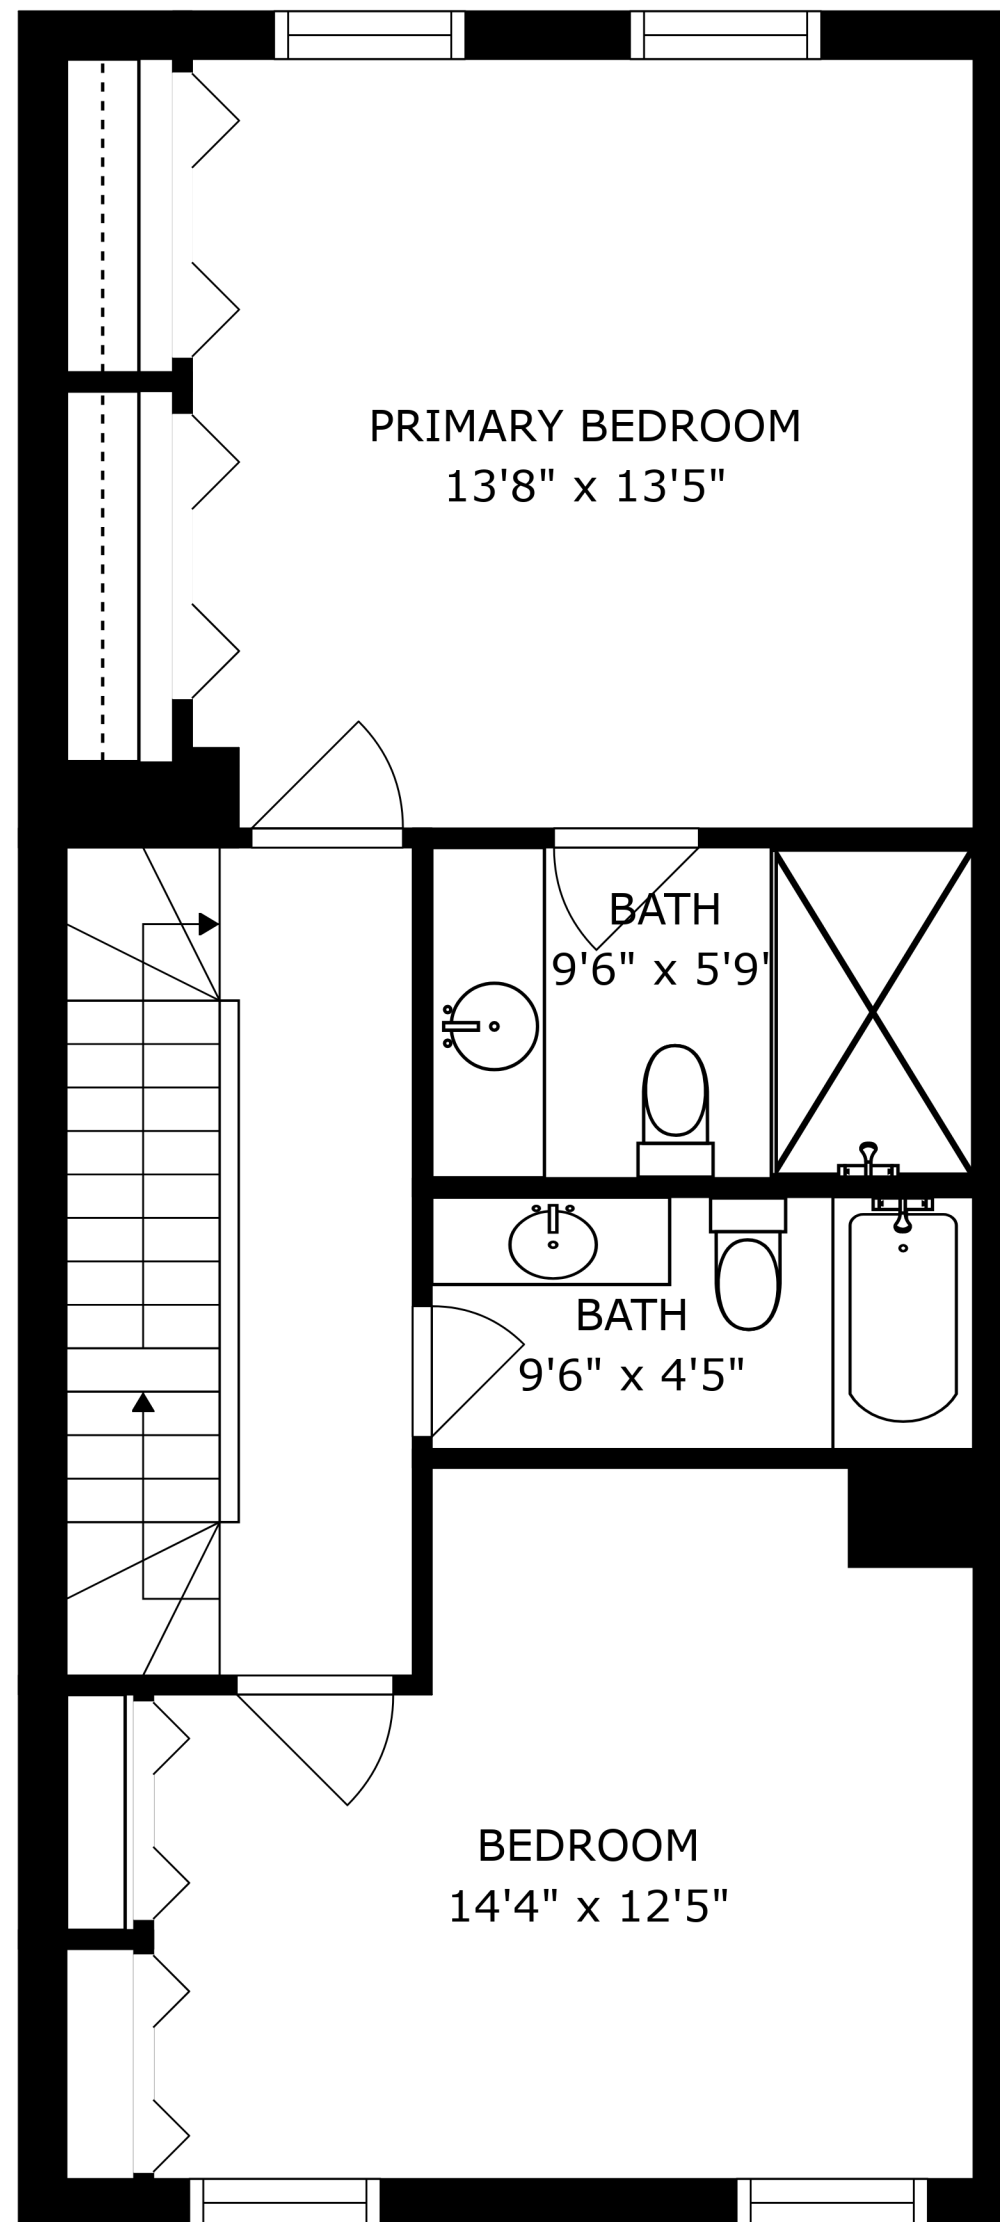 PRIMARY BEDROOM
13'8" x 13'5"
BATH
9'6" x 5'9'
BATH
9'6" x 4'5"
BEDROOM
14'4" x 12'5"